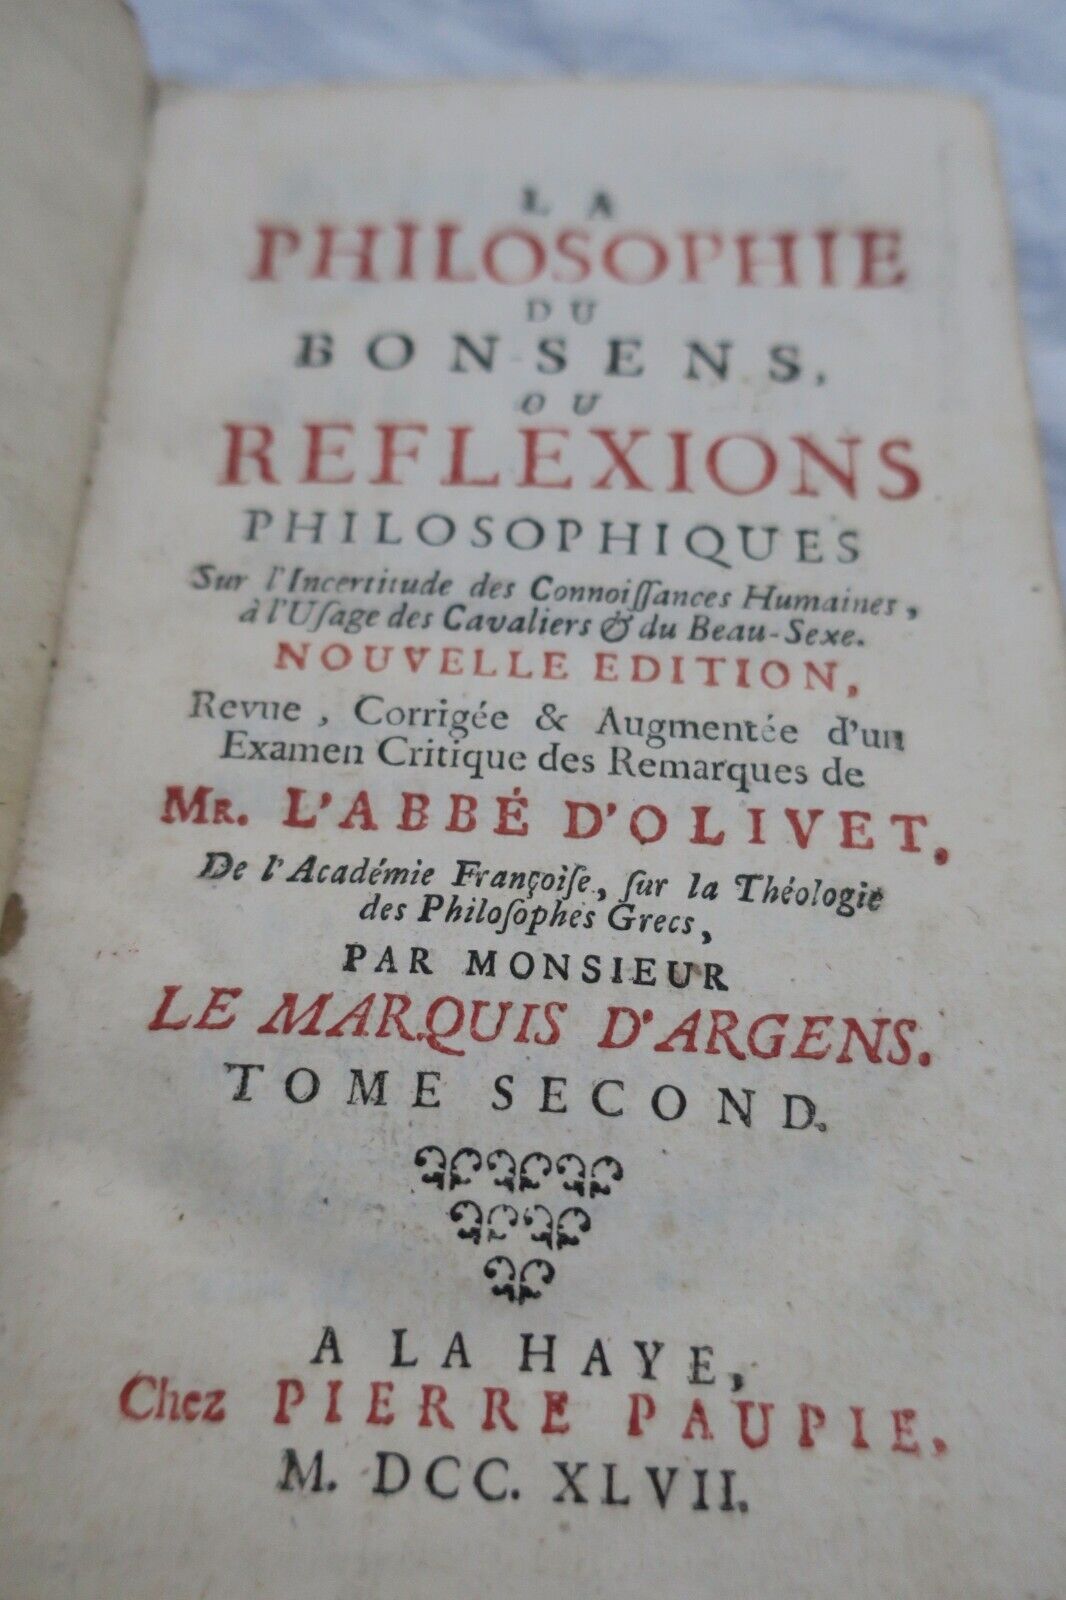 LA
PHILOSOPHIE
DU
BON-SENS,
OU
REFLEXIONS
PHILOSOPHIQUES
Sur l'Incertitude des Connoiſſances Humaines,
à l'Uſage des Cavaliers & du Beau-Sexe.
NOUVELLE EDITION,
Revue, Corrigée & Augmentée d'un
Examen Critique des Remarques de
MR. L'ABBÉ D'OLIVET,
De l'Académie Françoiſe, ſur la Théologie
des Philoſophes Grecs,
PAR MONSIEUR
LE MARQUIS D'ARGENS.
TOME SECOND.
A LA HAYE,
Chez PIERRE PAUPIE.
M. DCC. XLVII.